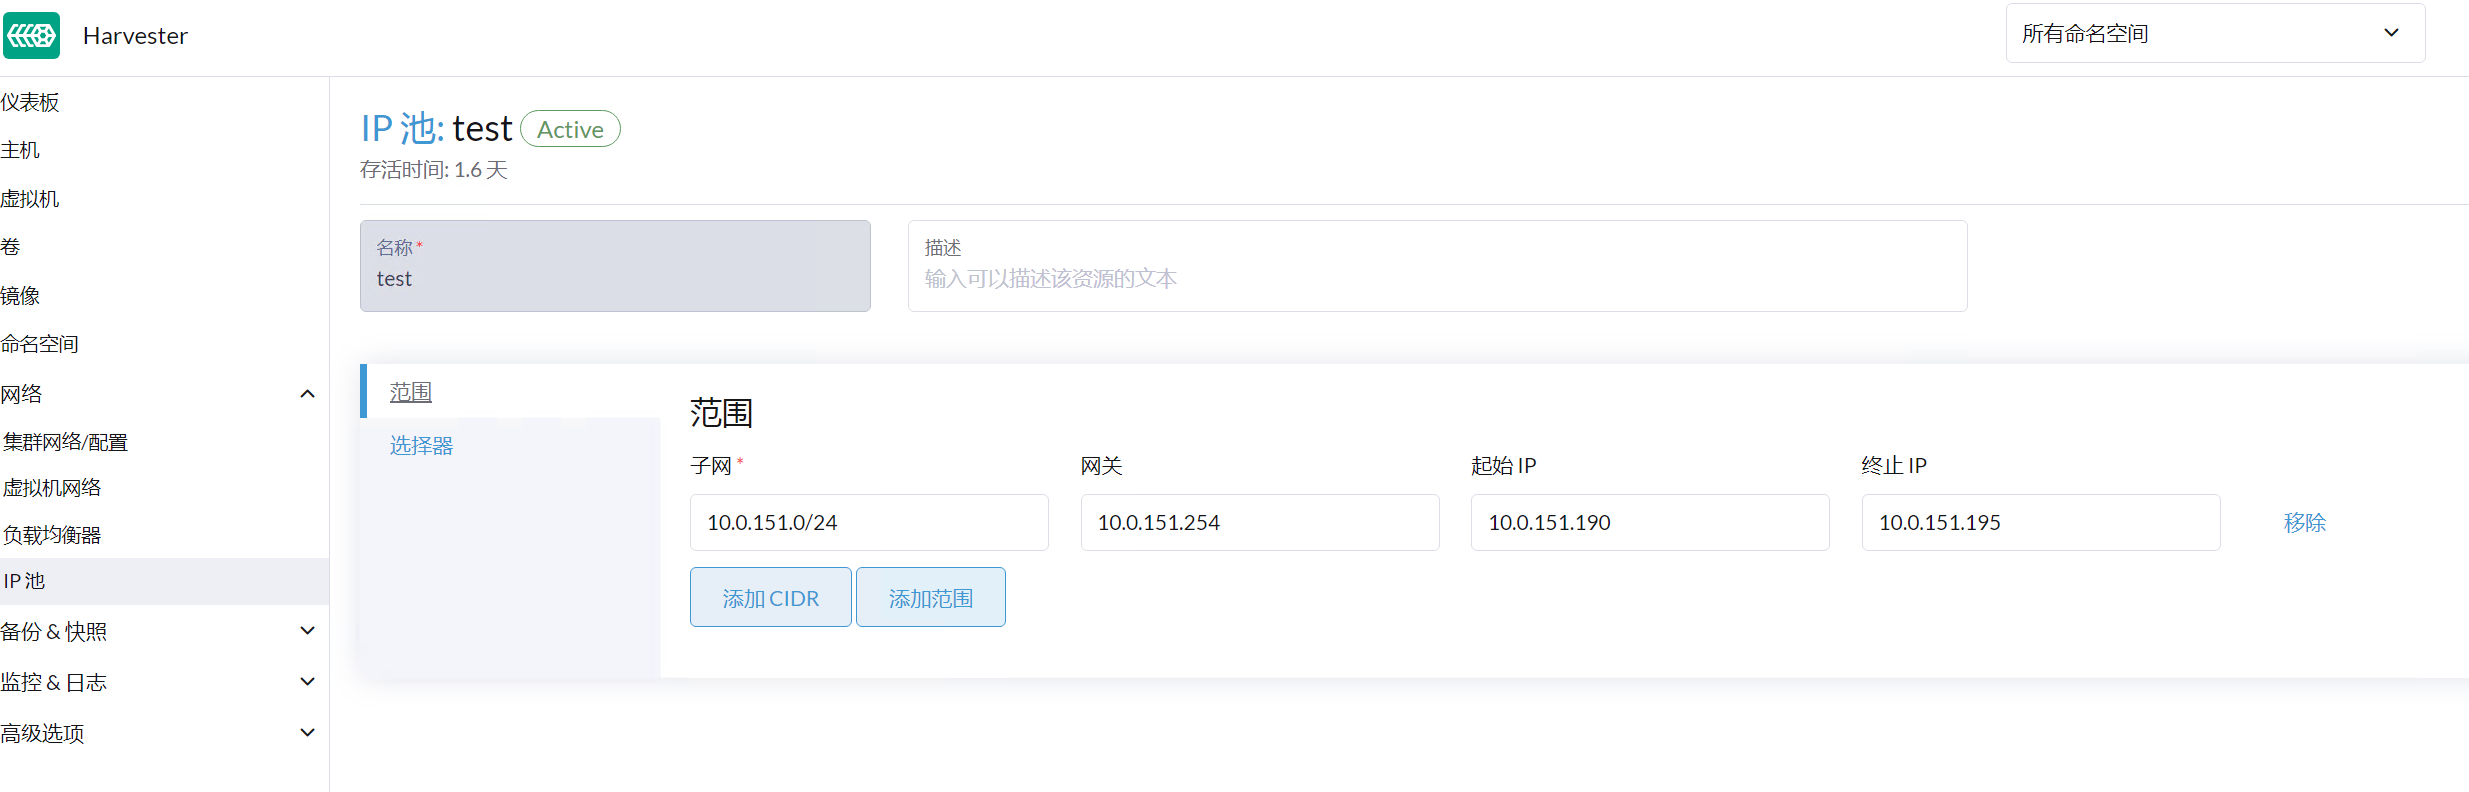 Harvester
所有命名空间
仪表板
主机
虚拟机
卷
镜像
命名空间
网络
集群网络/配置
虚拟机网络
负载均衡器
IP 池
备份 & 快照
监控 & 日志
高级选项
IP 池: test Active
存活时间: 1.6 天
名称 *
test
描述
输入可以描述该资源的文本
范围
选择器
范围
子网 * 网关 起始 IP 终止 IP
10.0.151.0/24 10.0.151.254 10.0.151.190 10.0.151.195 移除
添加 CIDR 添加范围